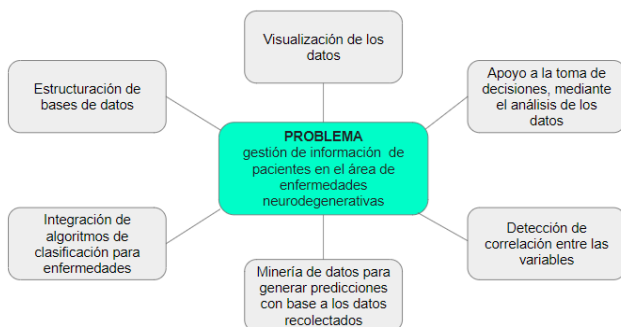 Visualización de los
datos
Estructuración de
bases de datos
Apoyo a la toma de
decisiones, mediante
el análisis de los
datos
PROBLEMA
gestión de información de
pacientes en el área de
enfermedades
neurodegenerativas
Integración de
algoritmos de
clasificación para
enfermedades
Minería de datos para
generar predicciones
con base a los datos
recolectados
Detección de
correlación entre las
variables